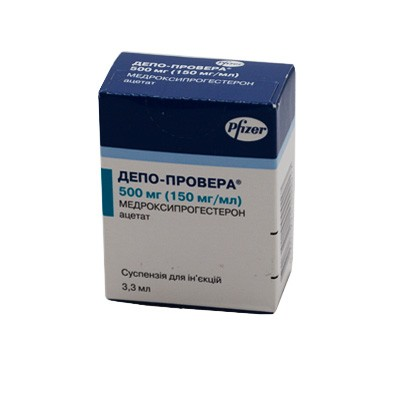 ДЕПО-ПРОВЕРА®
500 мг (150 мг/мл)
МЕДРОКСИПРОГЕСТЕРОН
ацетат
Pfizer
ДЕПО-ПРОВЕРА®
500 мг (150 мг/мл)
МЕДРОКСИПРОГЕСТЕРОН
ацетат
Суспензія для ін'єкцій
3,3 мл